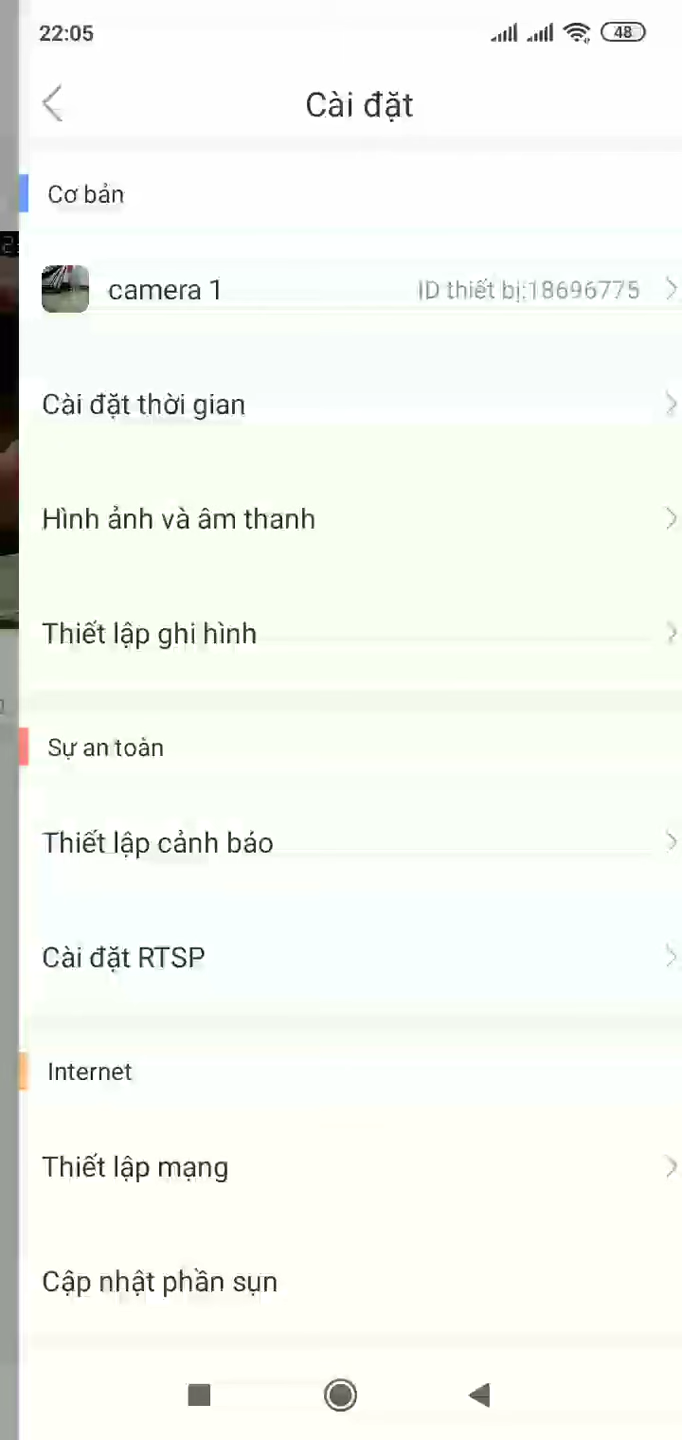 22:05
48
Cài đặt
Cơ bản
camera 1
ID thiết bị:18696775
Cài đặt thời gian
Hình ảnh và âm thanh
Thiết lập ghi hình
Sự an toàn
Thiết lập cảnh báo
Cài đặt RTSP
Internet
Thiết lập mạng
Cập nhật phần sụn